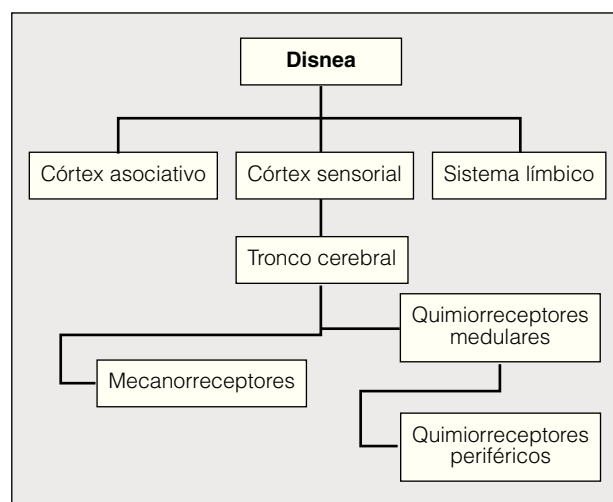 Disnea
Córtex asociativo
Córtex sensorial
Sistema límbico
Tronco cerebral
Quimiorreceptores
medulares
Mecanorreceptores
Quimiorreceptores
periféricos